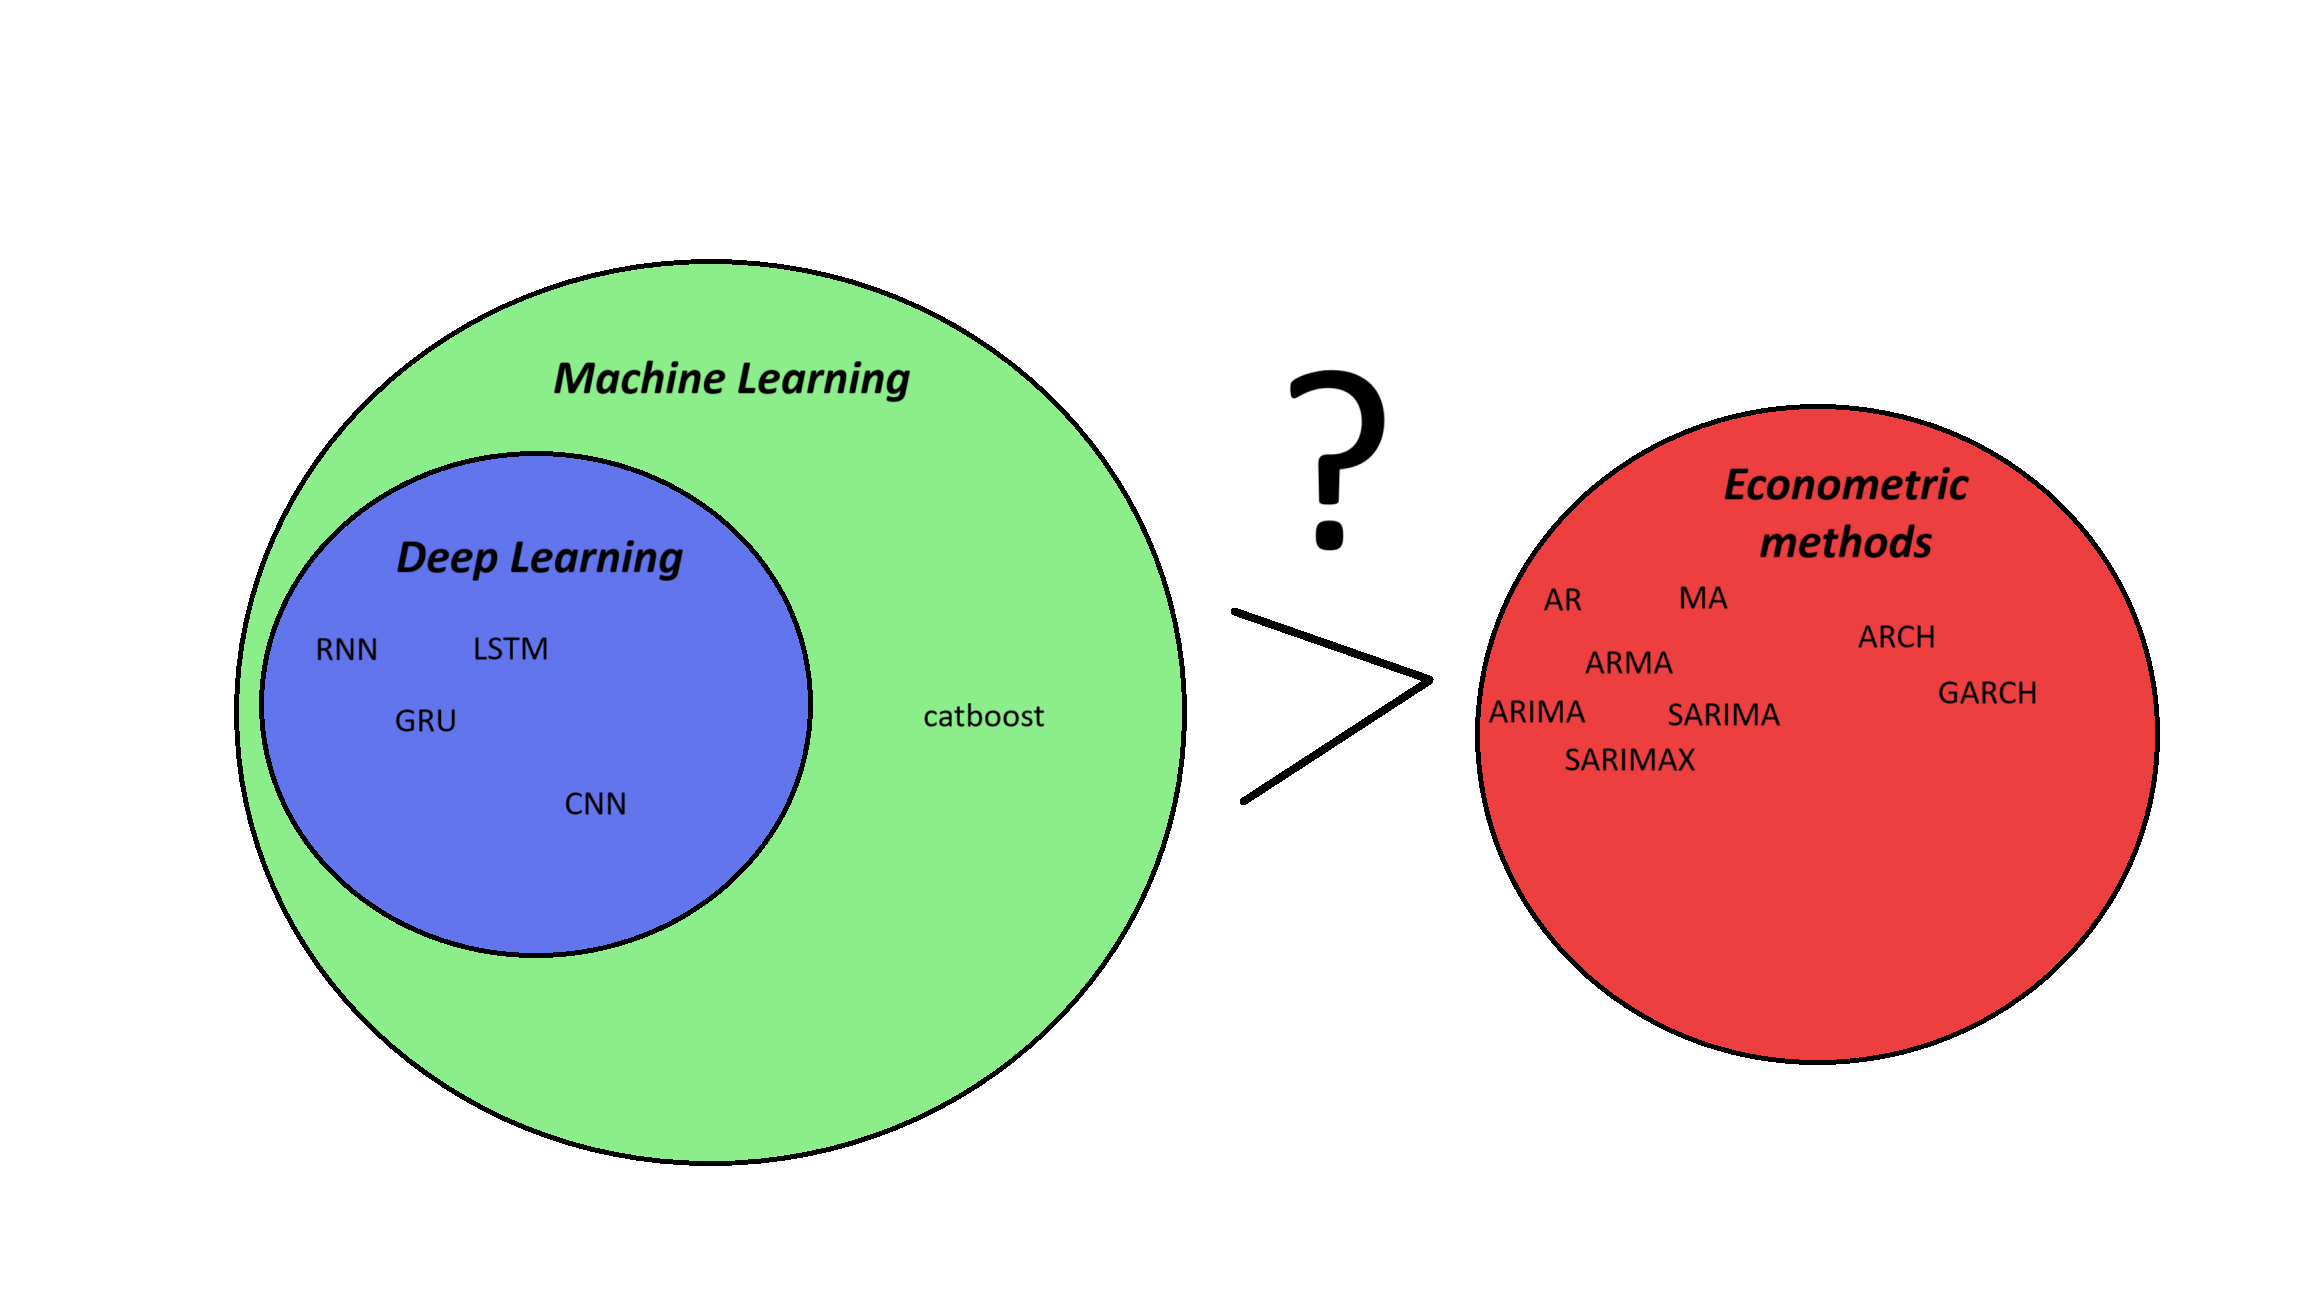 Machine Learning
Deep Learning
RNN LSTM
GRU
CNN
catboost
?
>
Econometric
methods
AR MA
ARCH
ARMA
GARCH
ARIMA SARIMA
SARIMAX